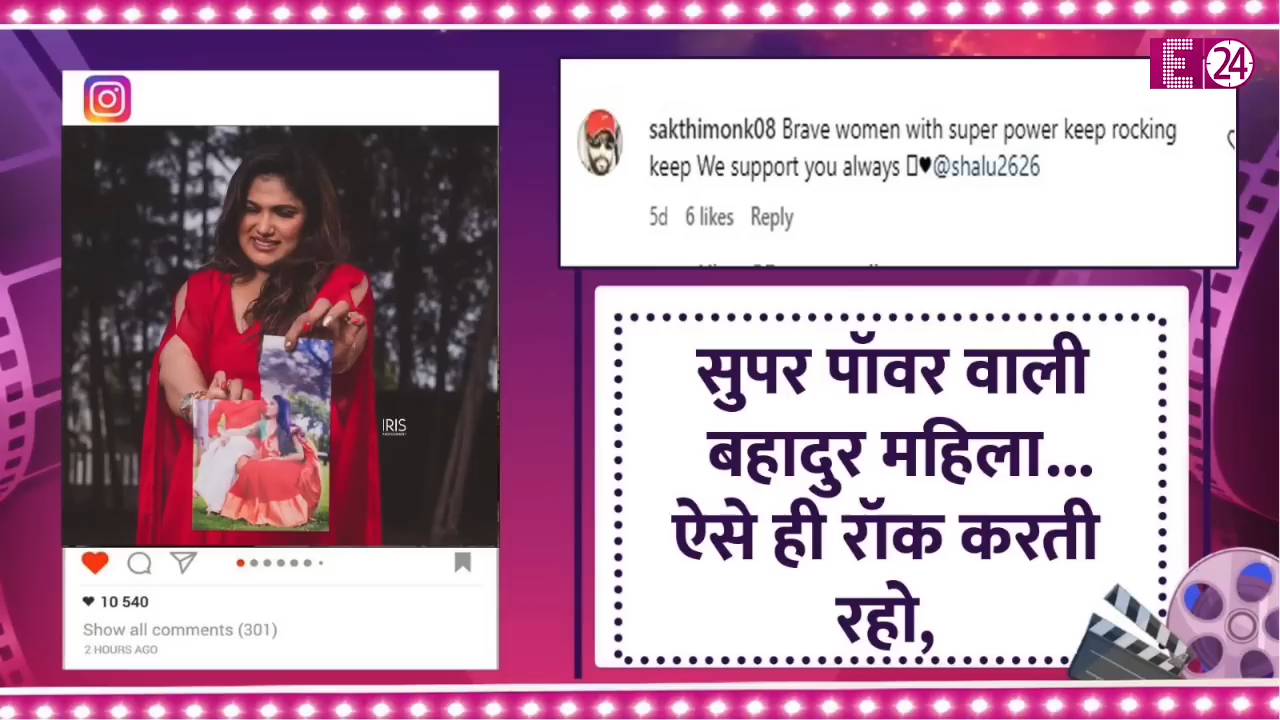 E 24
sakthimonk08 Brave women with super power keep rocking
keep We support you always ♥@shalu2626
5d 6 likes Reply
IRIS
सुपर पॉवर वाली
बहादुर महिला...
ऐसे ही रॉक करती
रहो,
❤ 10 540
Show all comments (301)
2 HOURS AGO